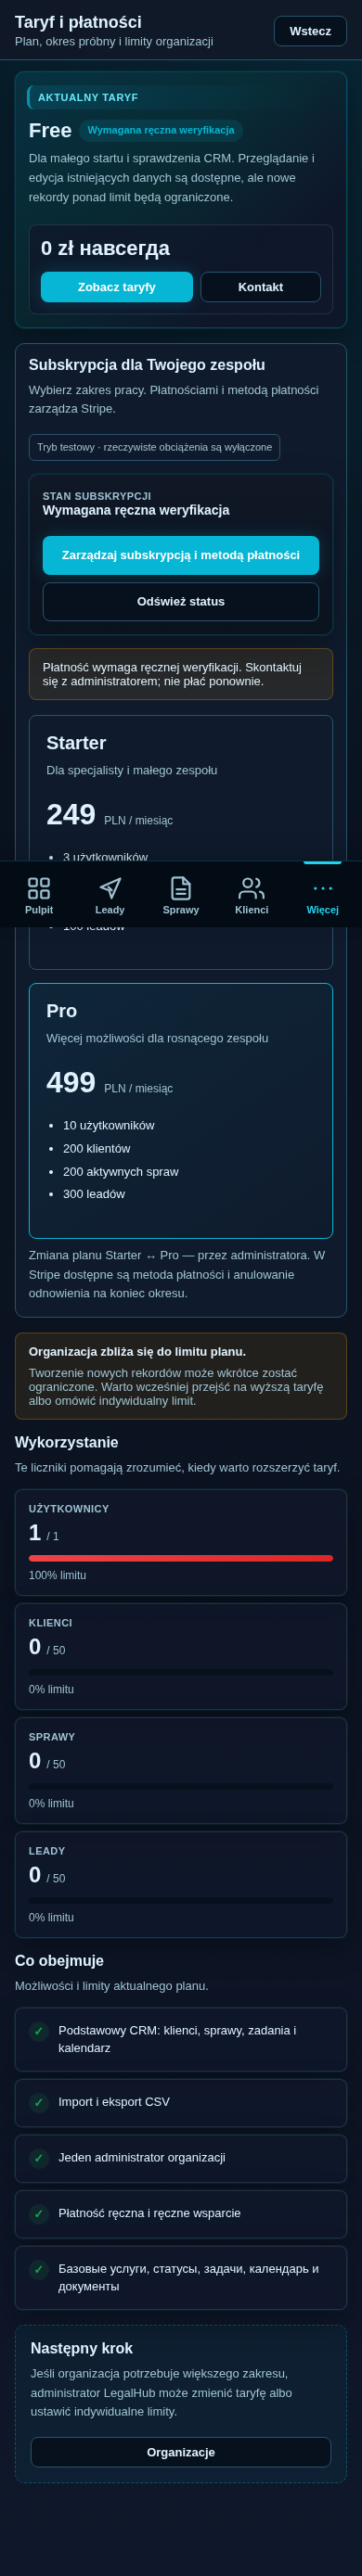 Taryf i płatności
Plan, okres próbny i limity organizacji
Wstecz
AKTUALNY TARYF
Free
Wymagana ręczna weryfikacja
Dla małego startu i sprawdzenia CRM. Przeglądanie i
edycja istniejących danych są dostępne, ale nowe
rekordy ponad limit będą ograniczone.
0 zł навсегда
Zobacz taryfy
Kontakt
Subskrypcja dla Twojego zespołu
Wybierz zakres pracy. Płatnościami i metodą płatności
zarządza Stripe.
Tryb testowy · rzeczywiste obciążenia są wyłączone
STAN SUBSKRYPCJI
Wymagana ręczna weryfikacja
Zarządzaj subskrypcją i metodą płatności
Odśwież status
Płatność wymaga ręcznej weryfikacji. Skontaktuj
się z administratorem; nie płać ponownie.
Starter
Dla specjalisty i małego zespołu
249 PLN / miesiąc
3 użytkowników
Pulpit
Leady
Sprawy
Klienci
Więcej
100 leadów
Pro
Więcej możliwości dla rosnącego zespołu
499 PLN / miesiąc
• 10 użytkowników
• 200 klientów
• 200 aktywnych spraw
• 300 leadów
Zmiana planu Starter ↔ Pro — przez administratora. W
Stripe dostępne są metoda płatności i anulowanie
odnowienia na koniec okresu.
Organizacja zbliża się do limitu planu.
Tworzenie nowych rekordów może wkrótce zostać
ograniczone. Warto wcześniej przejść na wyższą taryfę
albo omówić indywidualny limit.
Wykorzystanie
Te liczniki pomagają zrozumieć, kiedy warto rozszerzyć taryf.
UŻYTKOWNICY
1 / 1
100% limitu
KLIENCI
0 / 50
0% limitu
SPRAWY
0 / 50
0% limitu
LEADY
0 / 50
0% limitu
Co obejmuje
Możliwości i limity aktualnego planu.
✓ Podstawowy CRM: klienci, sprawy, zadania i
kalendarz
✓ Import i eksport CSV
✓ Jeden administrator organizacji
✓ Płatność ręczna i ręczne wsparcie
✓ Базовые услуги, статусы, задачи, календарь и
документы
Następny krok
Jeśli organizacja potrzebuje większego zakresu,
administrator LegalHub może zmienić taryfę albo
ustawić indywidualne limity.
Organizacje